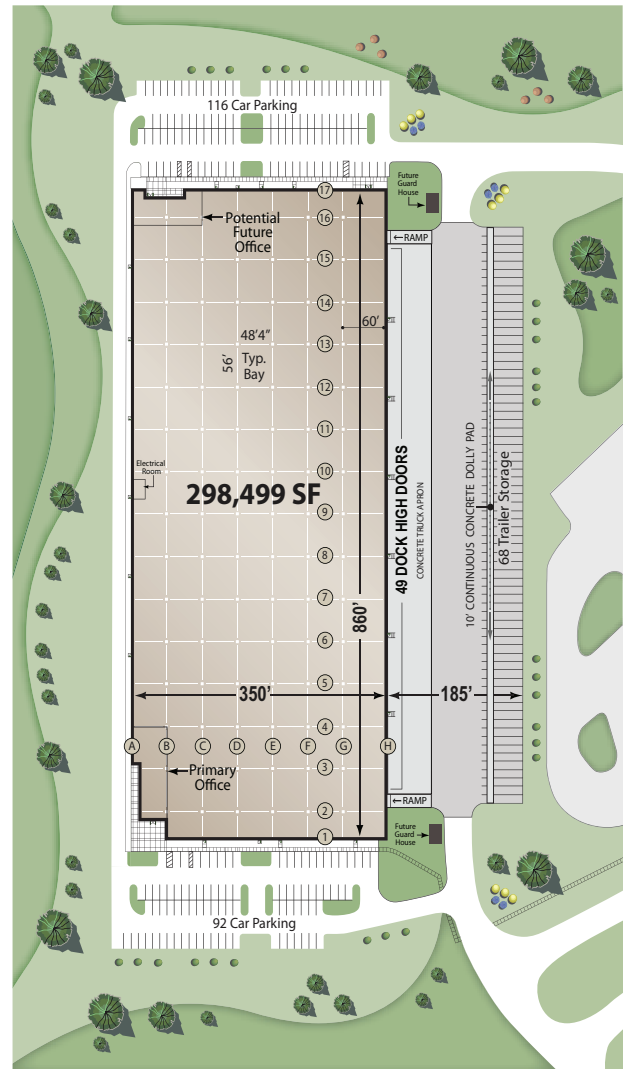 116 Car Parking
Future
Guard
House
17
Potential
Future
Office
16
←RAMP
15
14
60'
48'4"
13
56'
Typ.
Bay
12
11
Electrical
Room
10
298,499 SF
9
49 DOCK HIGH DOORS
CONCRETE TRUCK APRON
10' CONTINUOUS CONCRETE DOLLY PAD
68 Trailer Storage
8
7
860'
6
5
350'
185'
4
A B C D E F G H
3
Primary
Office
2
←RAMP
1
Future
Guard
House
92 Car Parking